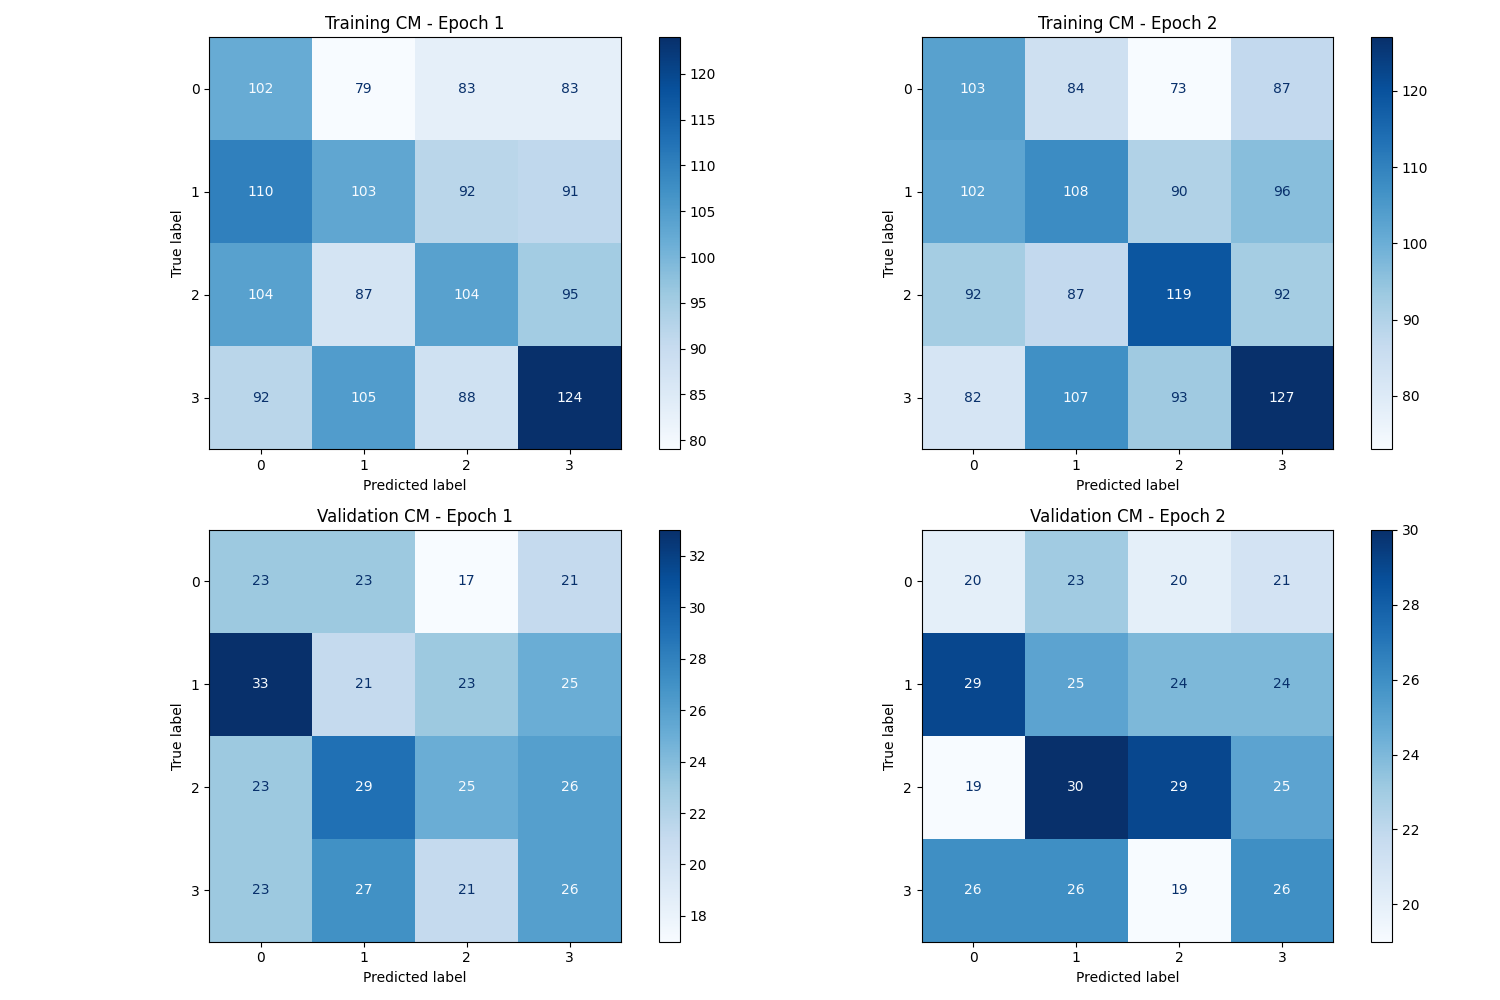 Training CM - Epoch 1
0 102 79 83 83
1 110 103 92 91
2 104 87 104 95
3 92 105 88 124
0 1 2 3
Predicted label
True label
120
115
110
105
100
95
90
85
80
Training CM - Epoch 2
0 103 84 73 87
1 102 108 90 96
2 92 87 119 92
3 82 107 93 127
0 1 2 3
Predicted label
True label
120
110
100
90
80
Validation CM - Epoch 1
0 23 23 17 21
1 33 21 23 25
2 23 29 25 26
3 23 27 21 26
0 1 2 3
Predicted label
True label
32
30
28
26
24
22
20
18
Validation CM - Epoch 2
0 20 23 20 21
1 29 25 24 24
2 19 30 29 25
3 26 26 19 26
0 1 2 3
Predicted label
True label
30
28
26
24
22
20